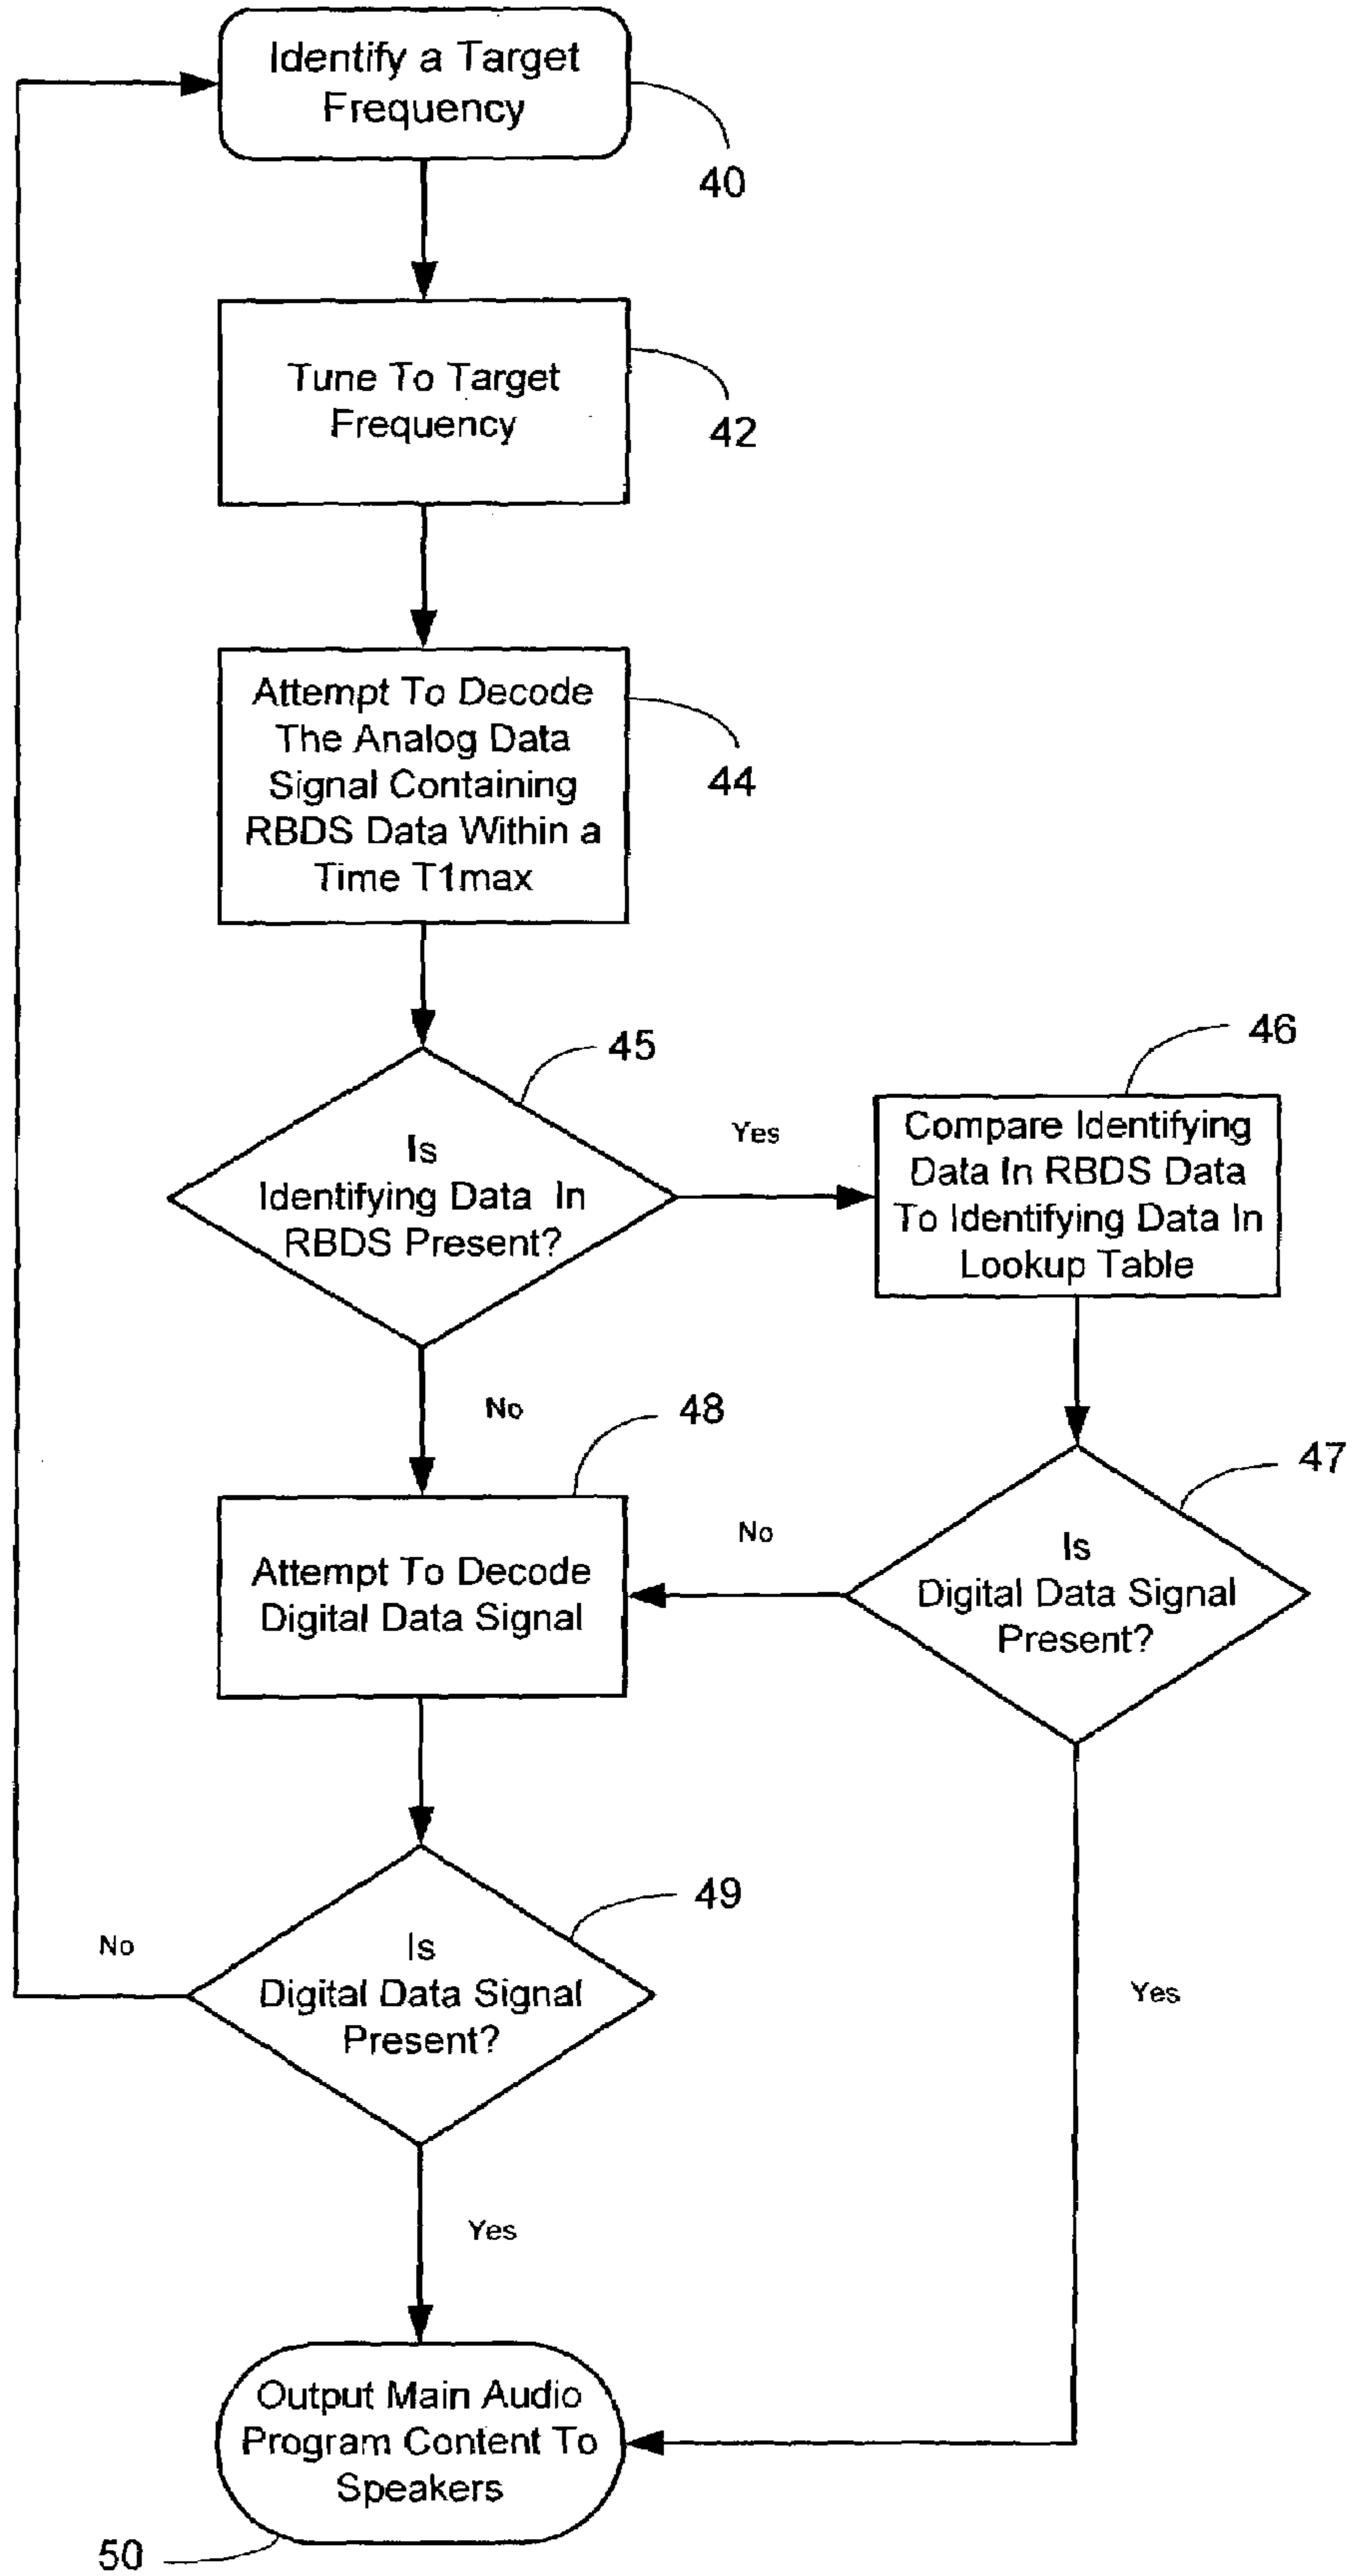 Identify a Target
Frequency
40
Tune To Target
Frequency
42
Attempt To Decode
The Analog Data
Signal Containing
RBDS Data Within a
Time T1max
44
45
Is
Identifying Data In
RBDS Present?
Yes
46
Compare Identifying
Data In RBDS Data
To Identifying Data In
Lookup Table
No
48
47
Attempt To Decode
Digital Data Signal
No
Is
Digital Data Signal
Present?
49
No
Is
Digital Data Signal
Present?
Yes
Yes
Output Main Audio
Program Content To
Speakers
50